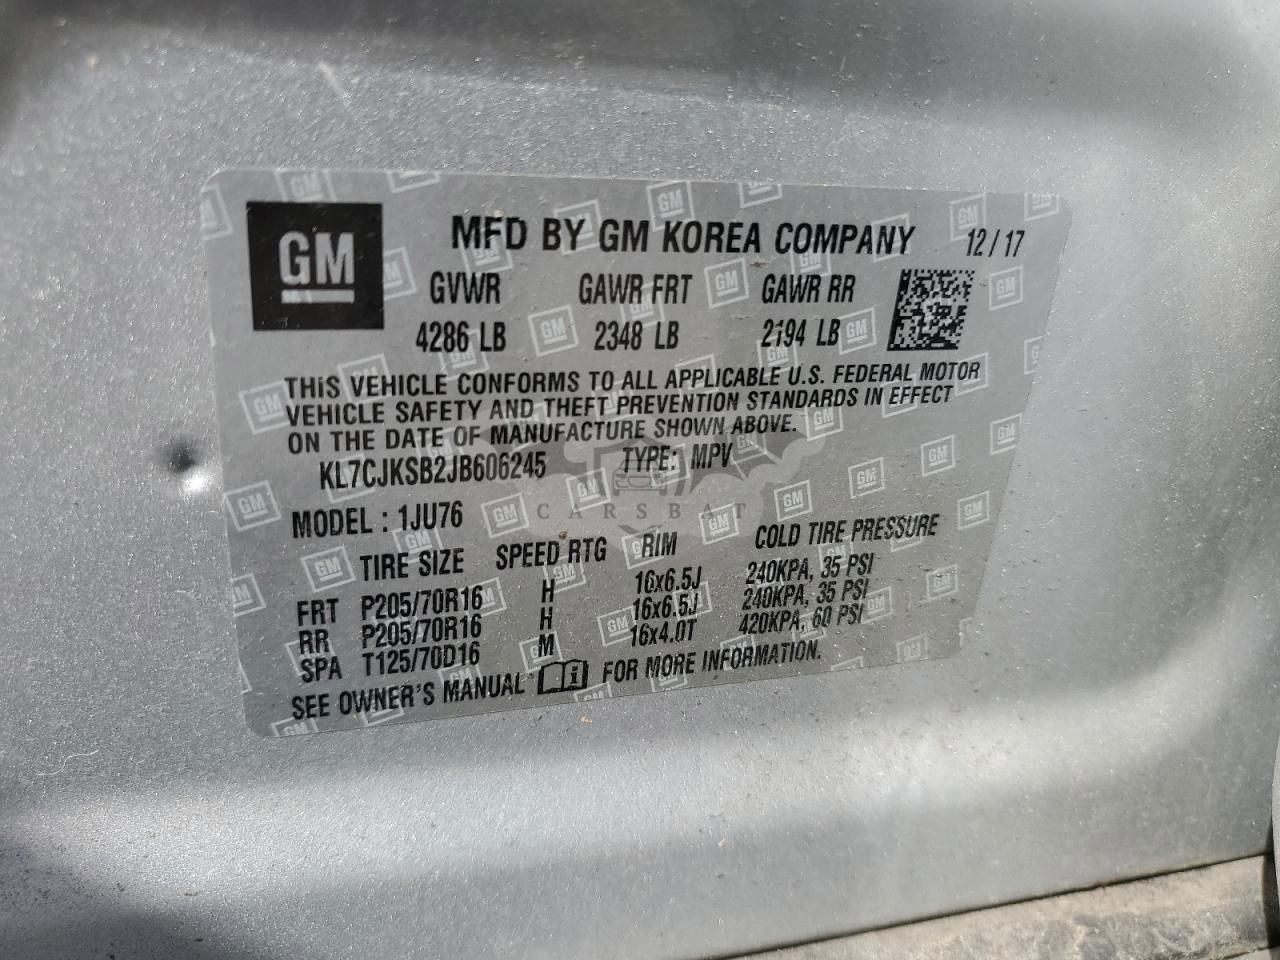 GM
MFD BY GM KOREA COMPANY 12/17
GVWR GAWR FRT GAWR RR
4286 LB 2348 LB 2194 LB
THIS VEHICLE CONFORMS TO ALL APPLICABLE U.S. FEDERAL MOTOR
VEHICLE SAFETY AND THEFT PREVENTION STANDARDS IN EFFECT
ON THE DATE OF MANUFACTURE SHOWN ABOVE.
KL7CJKSB2JB606245 TYPE: MPV
CARSBAT
MODEL : 1JU76
TIRE SIZE SPEED RTG RIM COLD TIRE PRESSURE
FRT P205/70R16 H 16x6.5J 240KPA, 35 PSI
RR P205/70R16 H 16x6.5J 240KPA, 35 PSI
SPA T125/70D16 M 16x4.0T 420KPA, 60 PSI
SEE OWNER'S MANUAL FOR MORE INFORMATION.